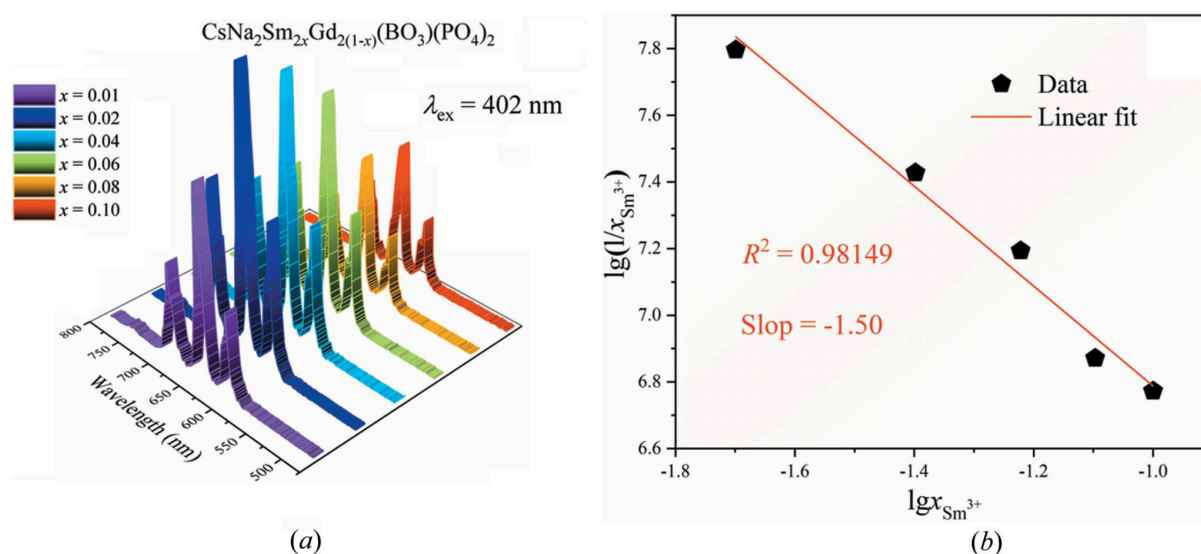 CsNa₂Sm₂ₓGd₂₍₁₋ₓ₎(BO₃)(PO₄)₂
x = 0.01
x = 0.02
x = 0.04
x = 0.06
x = 0.08
x = 0.10
λex = 402 nm
800
750
700
650
600
550
500
Wavelength (nm)
(a)
7.8
7.6
7.4
7.2
7.0
6.8
6.6
lg(I/xSm³⁺)
Data
Linear fit
R² = 0.98149
Slop = -1.50
-1.8
-1.6
-1.4
-1.2
-1.0
lgxSm³⁺
(b)